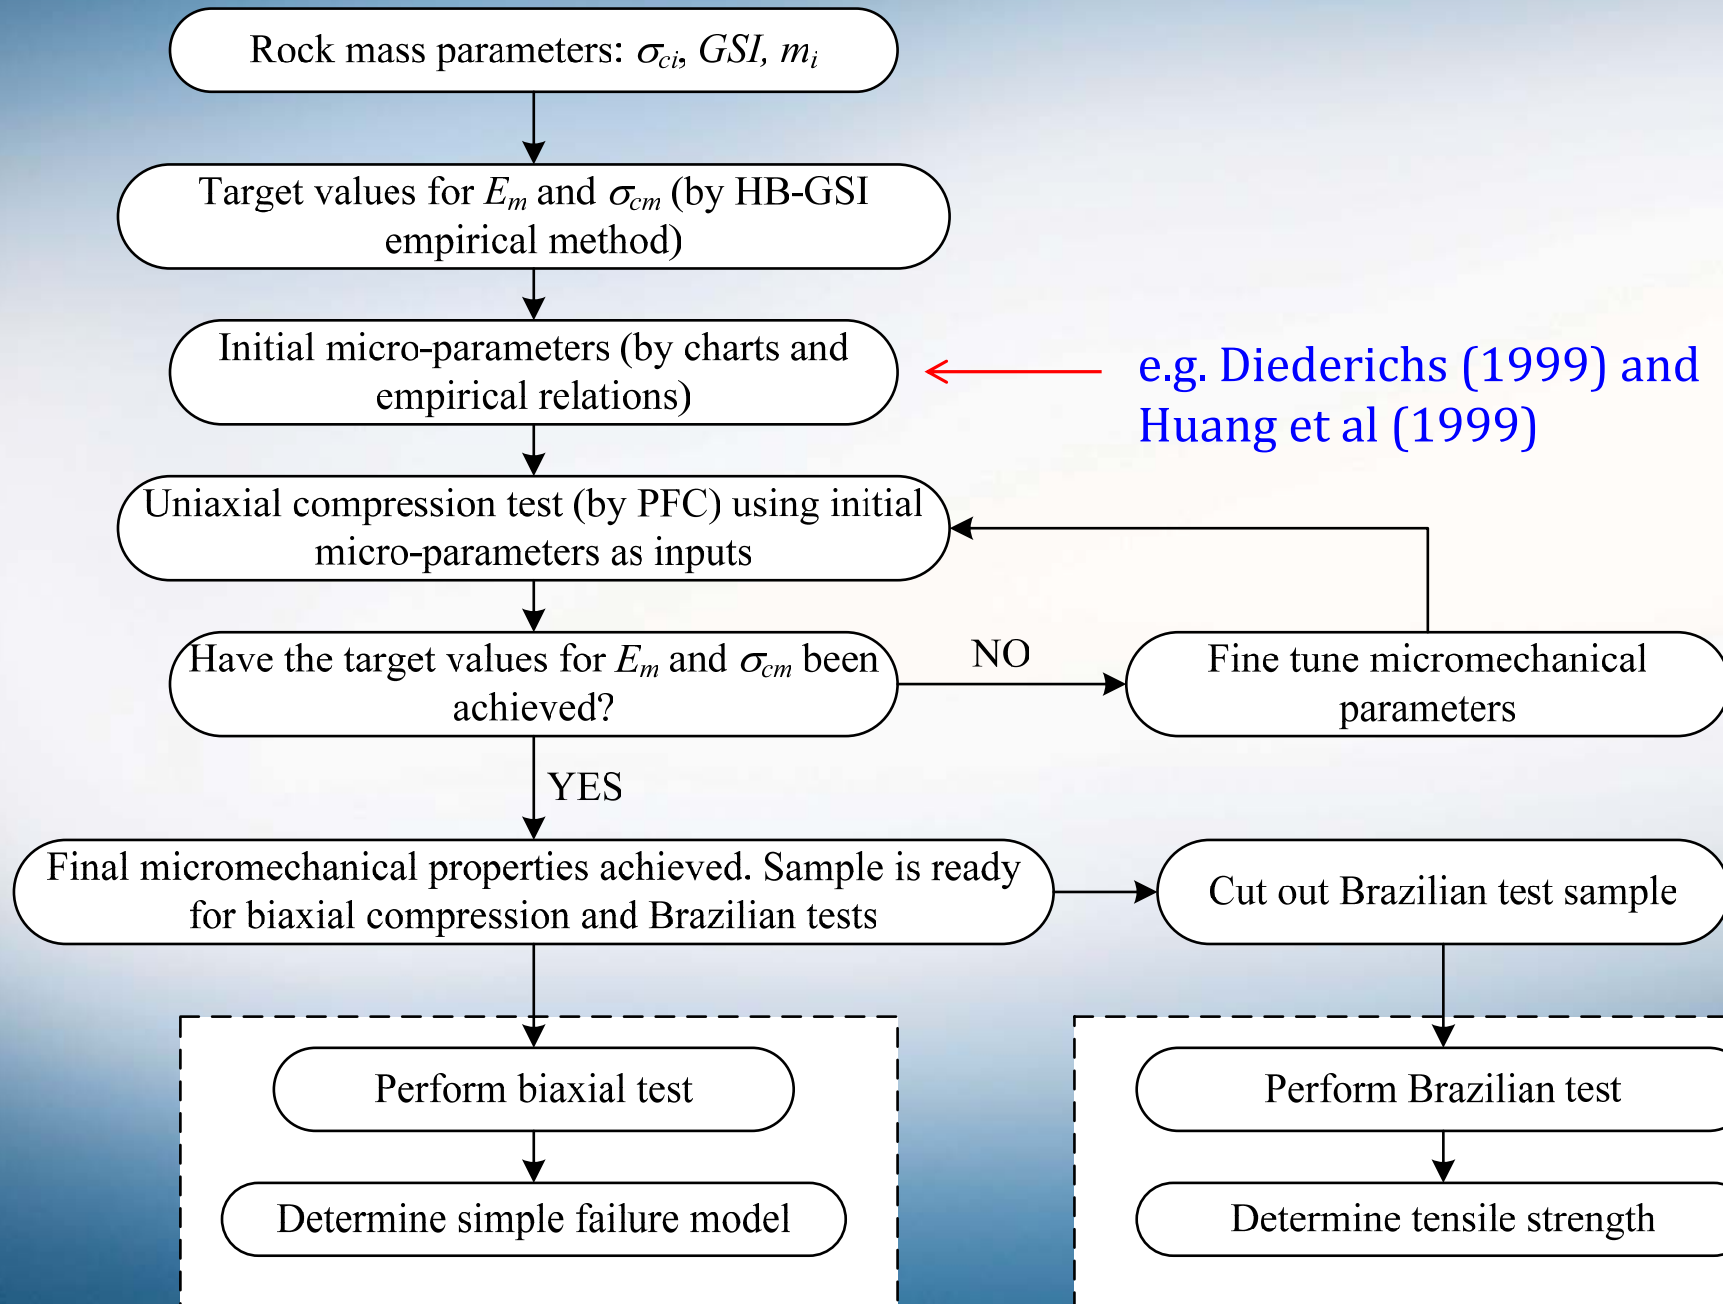 Rock mass parameters: σci, GSI, mi
Target values for Em and σcm (by HB-GSI
empirical method)
Initial micro-parameters (by charts and
empirical relations)
e.g. Diederichs (1999) and
Huang et al (1999)
Uniaxial compression test (by PFC) using initial
micro-parameters as inputs
Have the target values for Em and σcm been
achieved?
NO
Fine tune micromechanical
parameters
YES
Final micromechanical properties achieved. Sample is ready
for biaxial compression and Brazilian tests
Cut out Brazilian test sample
Perform biaxial test
Determine simple failure model
Perform Brazilian test
Determine tensile strength